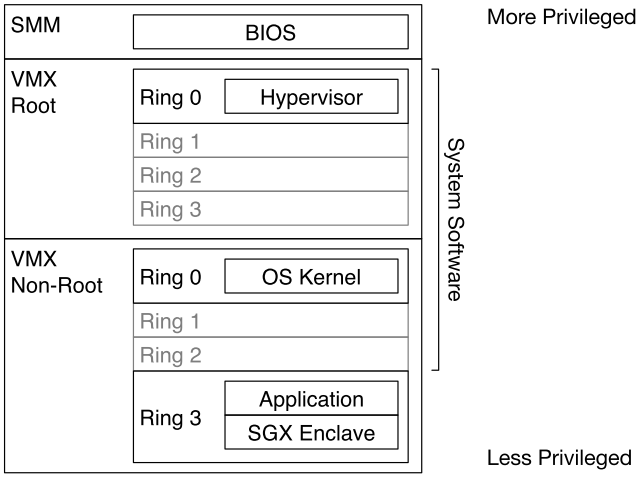 SMM
BIOS
More Privileged
VMX
Root
Ring 0
Hypervisor
Ring 1
Ring 2
Ring 3
System Software
VMX
Non-Root
Ring 0
OS Kernel
Ring 1
Ring 2
Ring 3
Application
SGX Enclave
Less Privileged